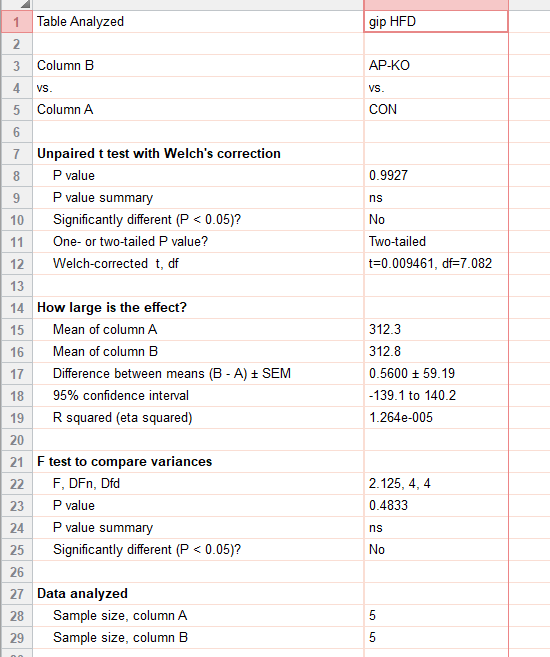 1 Table Analyzed gip HFD
2
3 Column B AP-KO
4 vs. vs.
5 Column A CON
6
7 Unpaired t test with Welch's correction
8 P value 0.9927
9 P value summary ns
10 Significantly different (P < 0.05)? No
11 One- or two-tailed P value? Two-tailed
12 Welch-corrected t, df t=0.009461, df=7.082
13
14 How large is the effect?
15 Mean of column A 312.3
16 Mean of column B 312.8
17 Difference between means (B - A) ± SEM 0.5600 ± 59.19
18 95% confidence interval -139.1 to 140.2
19 R squared (eta squared) 1.264e-005
20
21 F test to compare variances
22 F, DFn, Dfd 2.125, 4, 4
23 P value 0.4833
24 P value summary ns
25 Significantly different (P < 0.05)? No
26
27 Data analyzed
28 Sample size, column A 5
29 Sample size, column B 5